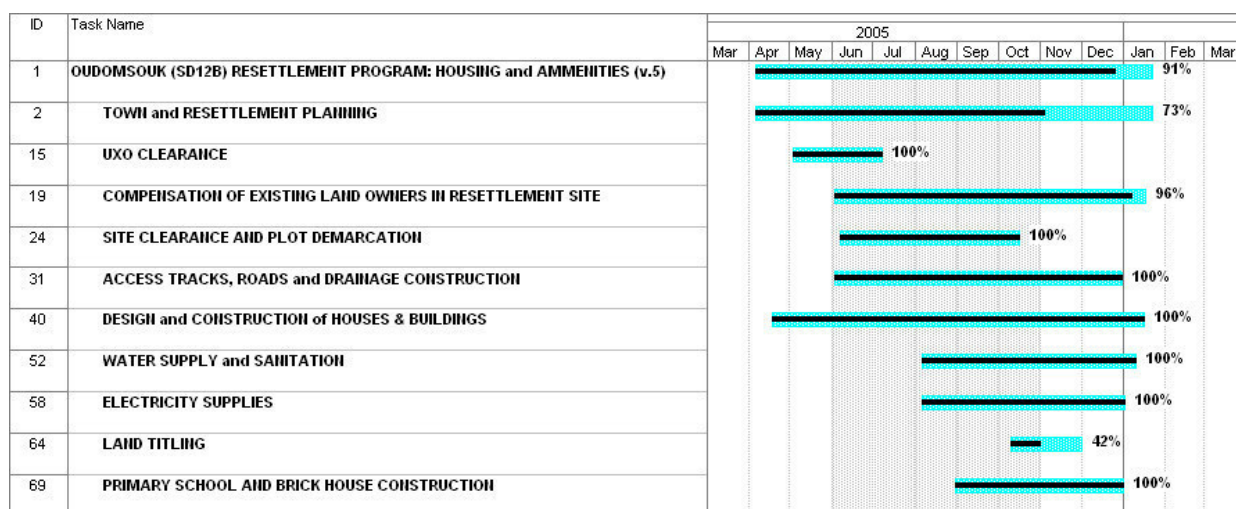 ID Task Name
2005
Mar Apr May Jun Jul Aug Sep Oct Nov Dec Jan Feb Mar
1 OUDOMSOUK (SD12B) RESETTLEMENT PROGRAM: HOUSING and AMMENITIES (v.5) 91%
2 TOWN and RESETTLEMENT PLANNING 73%
15 UXO CLEARANCE 100%
19 COMPENSATION OF EXISTING LAND OWNERS IN RESETTLEMENT SITE 96%
24 SITE CLEARANCE AND PLOT DEMARCATION 100%
31 ACCESS TRACKS, ROADS and DRAINAGE CONSTRUCTION 100%
40 DESIGN and CONSTRUCTION of HOUSES & BUILDINGS 100%
52 WATER SUPPLY and SANITATION 100%
58 ELECTRICITY SUPPLIES 100%
64 LAND TITLING 42%
69 PRIMARY SCHOOL AND BRICK HOUSE CONSTRUCTION 100%